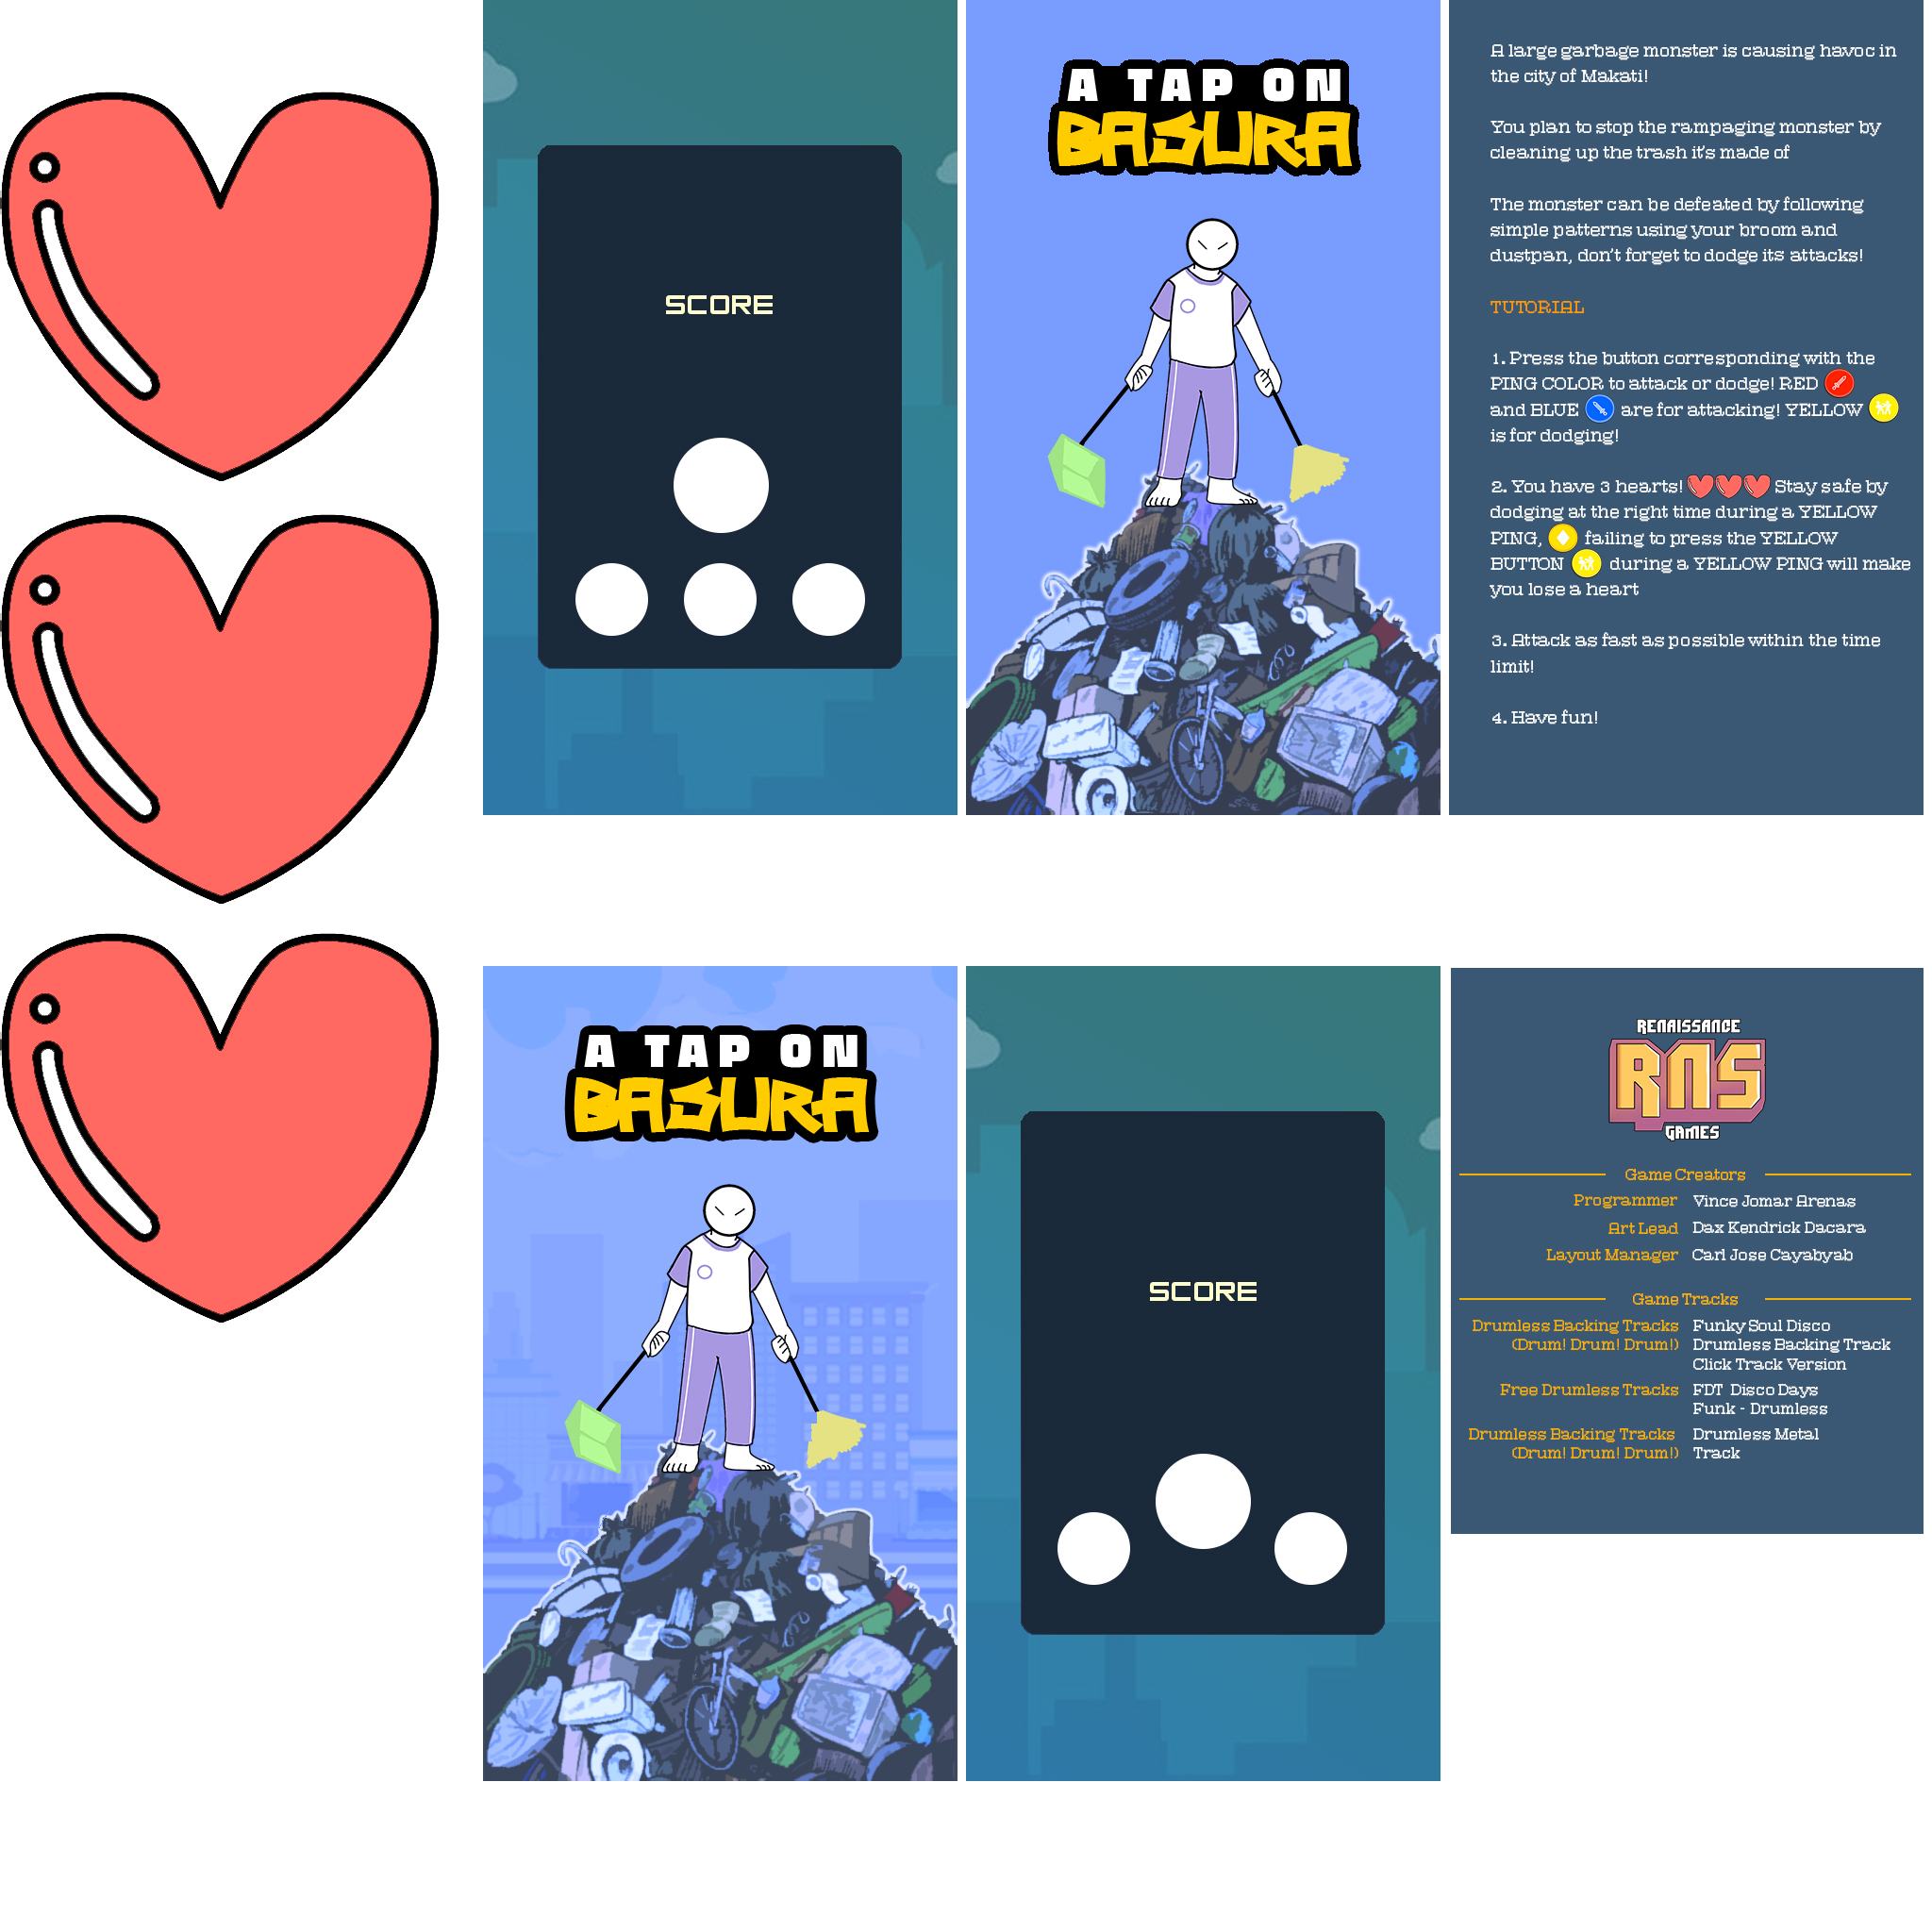 SCORE
A TAP ON
BASURA
A large garbage monster is causing havoc in
the city of Makati!
You plan to stop the rampaging monster by
cleaning up the trash it's made of
The monster can be defeated by following
simple patterns using your broom and
dustpan, don't forget to dodge its attacks!
TUTORIAL
1. Press the button corresponding with the
PING COLOR to attack or dodge! RED
and BLUE are for attacking! YELLOW
is for dodging!
2. You have 3 hearts! Stay safe by
dodging at the right time during a YELLOW
PING, failing to press the YELLOW
BUTTON during a YELLOW PING will make
you lose a heart
3. Attack as fast as possible within the time
limit!
4. Have fun!
A TAP ON
BASURA
SCORE
RENAISSANCE
RNS
GAMES
Game Creators
Programmer Vince Jomar Arenas
Art Lead Dax Kendrick Dacara
Layout Manager Carl Jose Cayabyab
Game Tracks
Drumless Backing Tracks Funky Soul Disco
(Drum! Drum! Drum!) Drumless Backing Track
Click Track Version
Free Drumless Tracks FDT Disco Days
Funk - Drumless
Drumless Backing Tracks Drumless Metal
(Drum! Drum! Drum!) Track